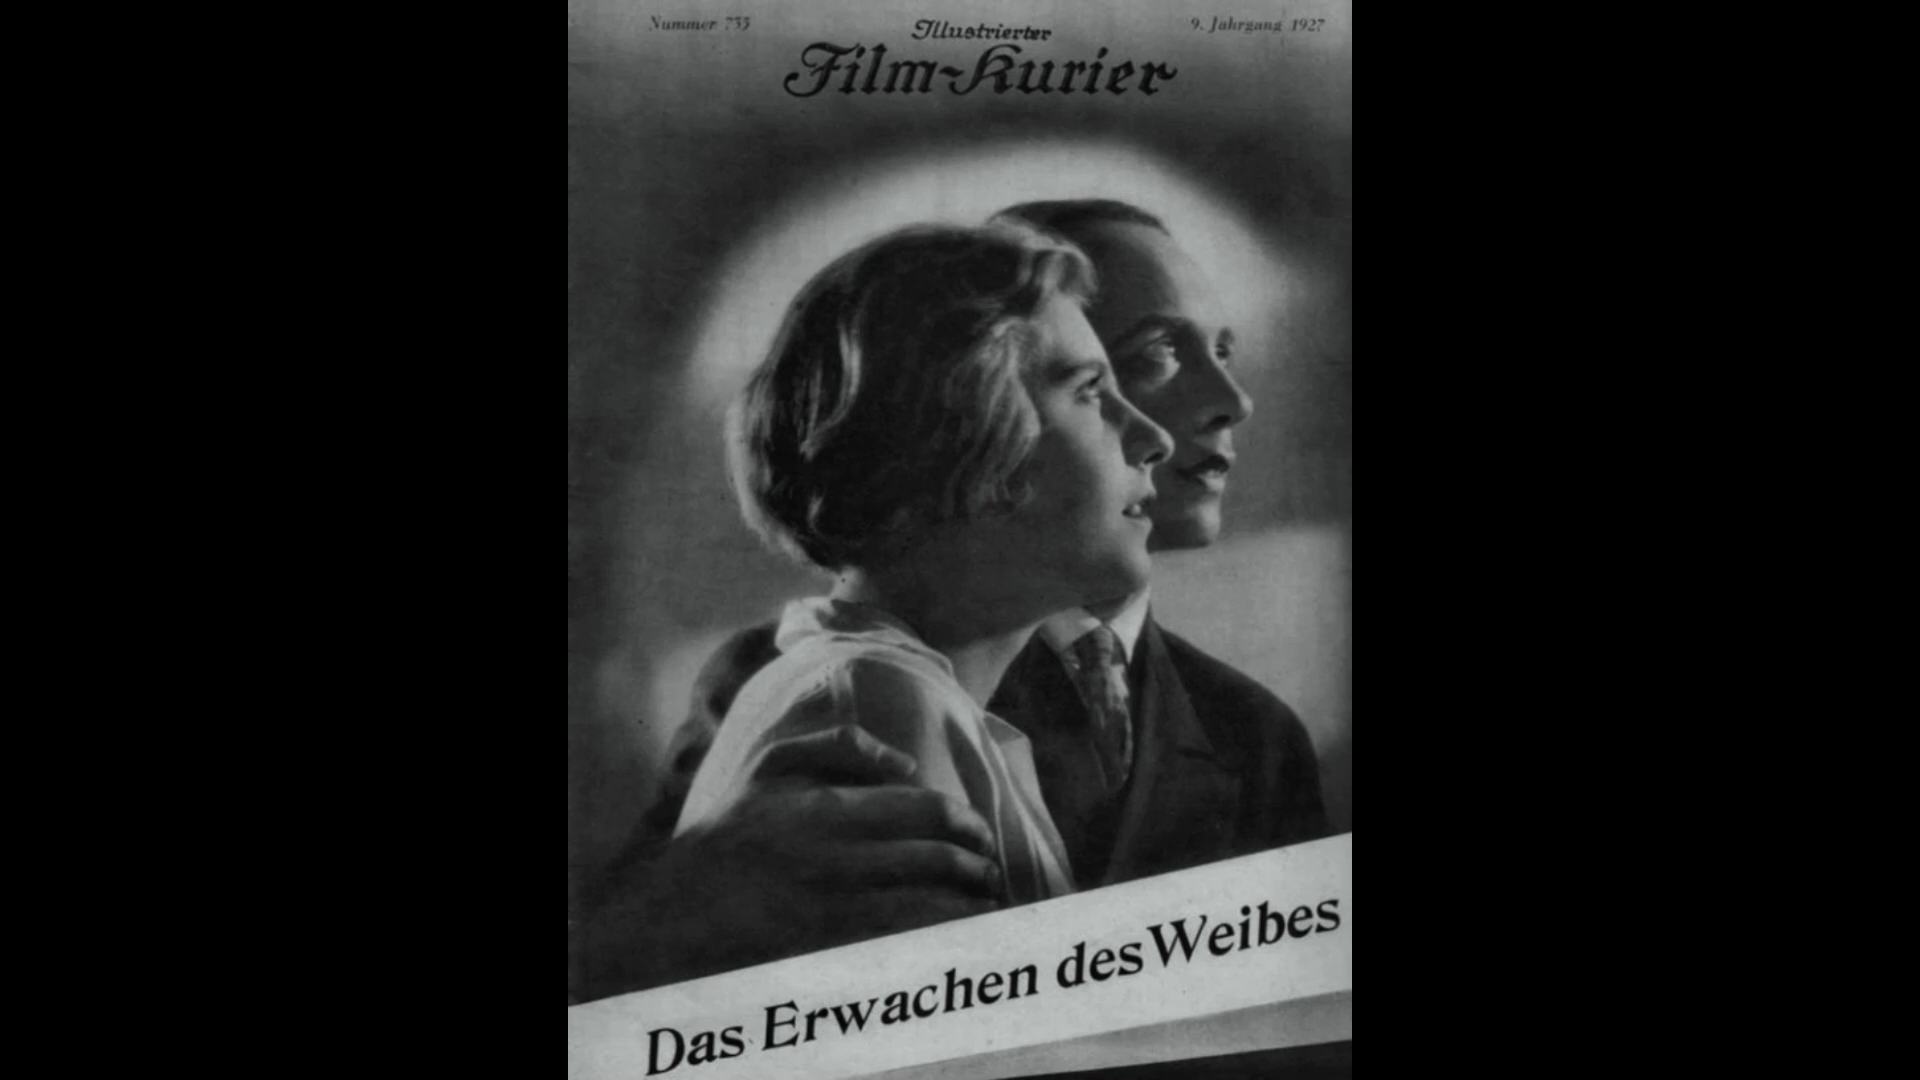 Nummer 735
Illustrierter
9. Jahrgang 1927
Film-Kurier
Das Erwachen des Weibes